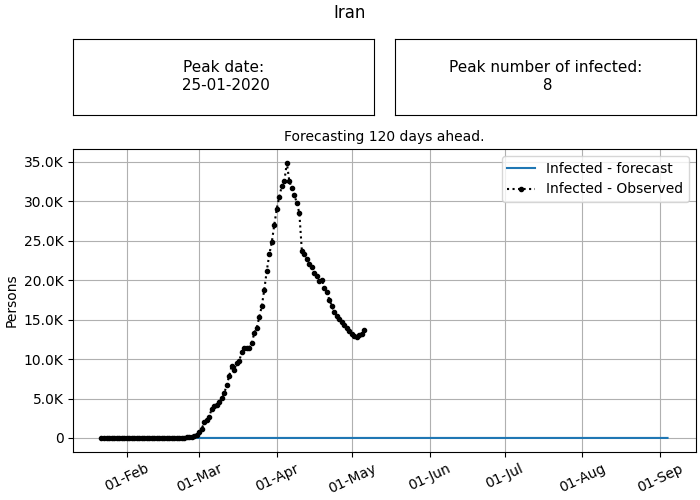 Iran
Peak date:
25-01-2020
Peak number of infected:
8
Forecasting 120 days ahead.
Infected - forecast
Infected - Observed
Persons
35.0K
30.0K
25.0K
20.0K
15.0K
10.0K
5.0K
0
01-Feb
01-Mar
01-Apr
01-May
01-Jun
01-Jul
01-Aug
01-Sep